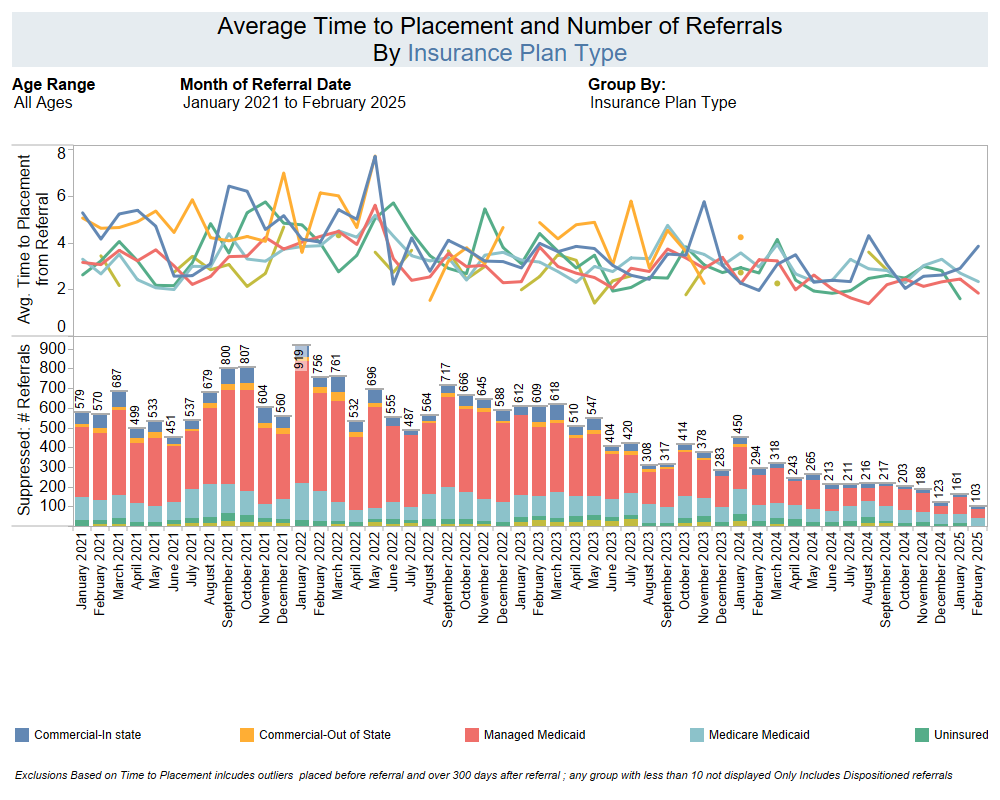 Average Time to Placement and Number of Referrals
By Insurance Plan Type
Age Range
All Ages
Month of Referral Date
January 2021 to February 2025
Group By:
Insurance Plan Type
Avg. Time to Placement
from Referral
8
6
4
2
0
Suppressed: # Referrals
900
800
700
600
500
400
300
200
100
579
570
687
499
533
451
537
679
800
807
604
560
919
756
761
532
696
555
487
564
717
666
645
588
612
609
618
510
547
404
420
308
317
414
378
283
450
294
318
243
265
213
211
216
217
203
188
123
161
103
January 2021
February 2021
March 2021
April 2021
May 2021
June 2021
July 2021
August 2021
September 2021
October 2021
November 2021
December 2021
January 2022
February 2022
March 2022
April 2022
May 2022
June 2022
July 2022
August 2022
September 2022
October 2022
November 2022
December 2022
January 2023
February 2023
March 2023
April 2023
May 2023
June 2023
July 2023
August 2023
September 2023
October 2023
November 2023
December 2023
January 2024
February 2024
March 2024
April 2024
May 2024
June 2024
July 2024
August 2024
September 2024
October 2024
November 2024
December 2024
January 2025
February 2025
Commercial-In state
Commercial-Out of State
Managed Medicaid
Medicare Medicaid
Uninsured
Exclusions Based on Time to Placement inlcudes outliers placed before referral and over 300 days after referral ; any group with less than 10 not displayed Only Includes Dispositioned referrals